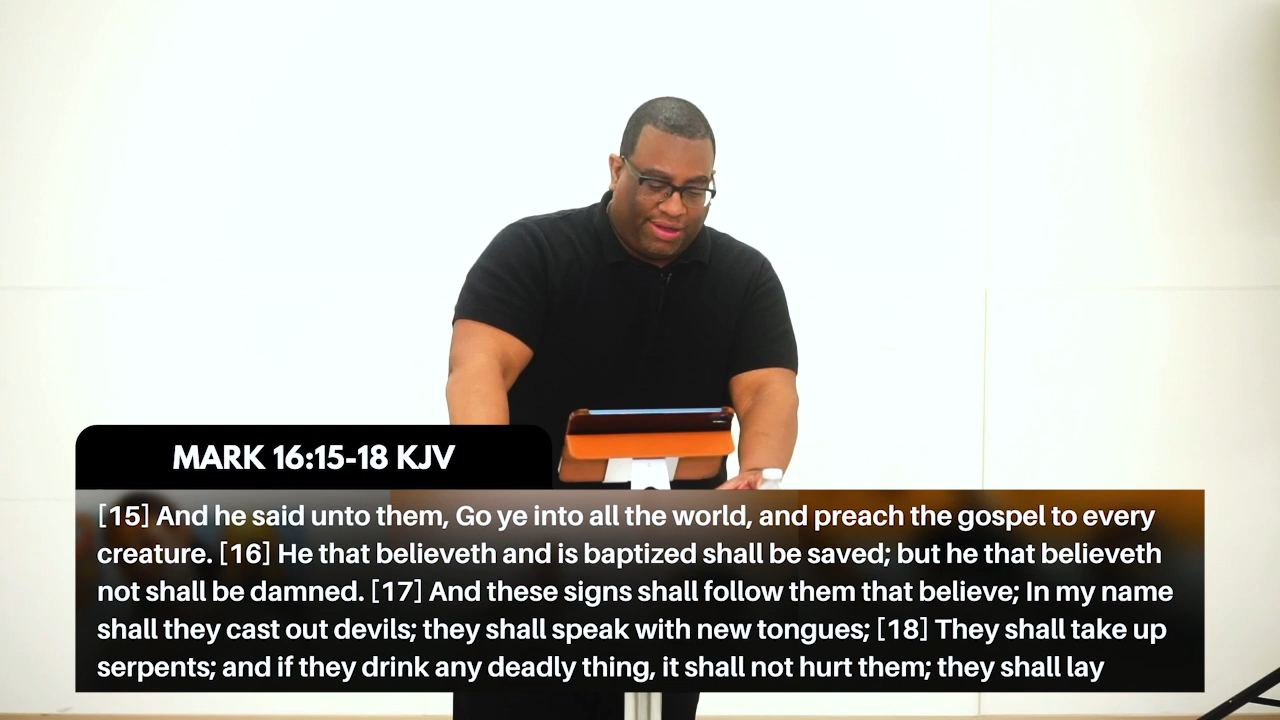 MARK 16:15-18 KJV
[15] And he said unto them, Go ye into all the world, and preach the gospel to every
creature. [16] He that believeth and is baptized shall be saved; but he that believeth
not shall be damned. [17] And these signs shall follow them that believe; In my name
shall they cast out devils; they shall speak with new tongues; [18] They shall take up
serpents; and if they drink any deadly thing, it shall not hurt them; they shall lay